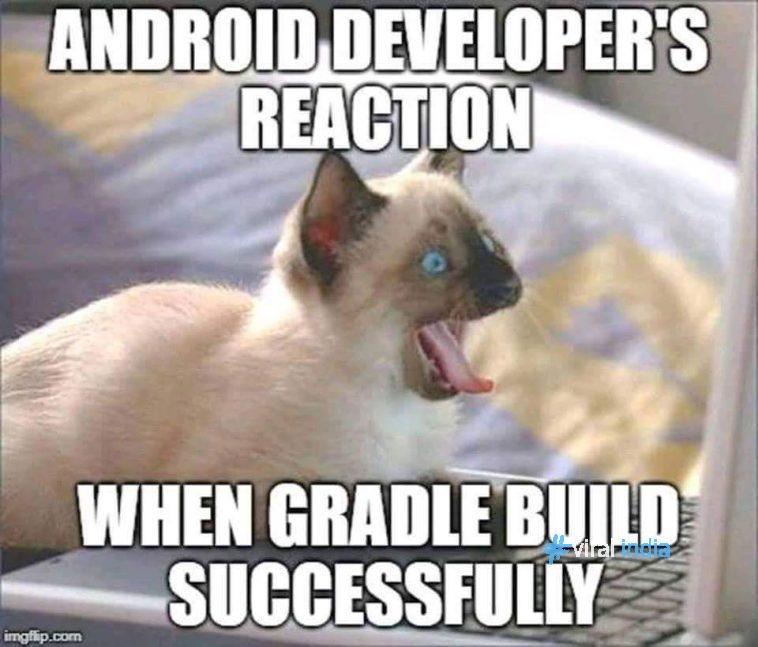 ANDROID DEVELOPER'S
REACTION
WHEN GRADLE BUILD
#viral india
SUCCESSFULLY
imgflip.com